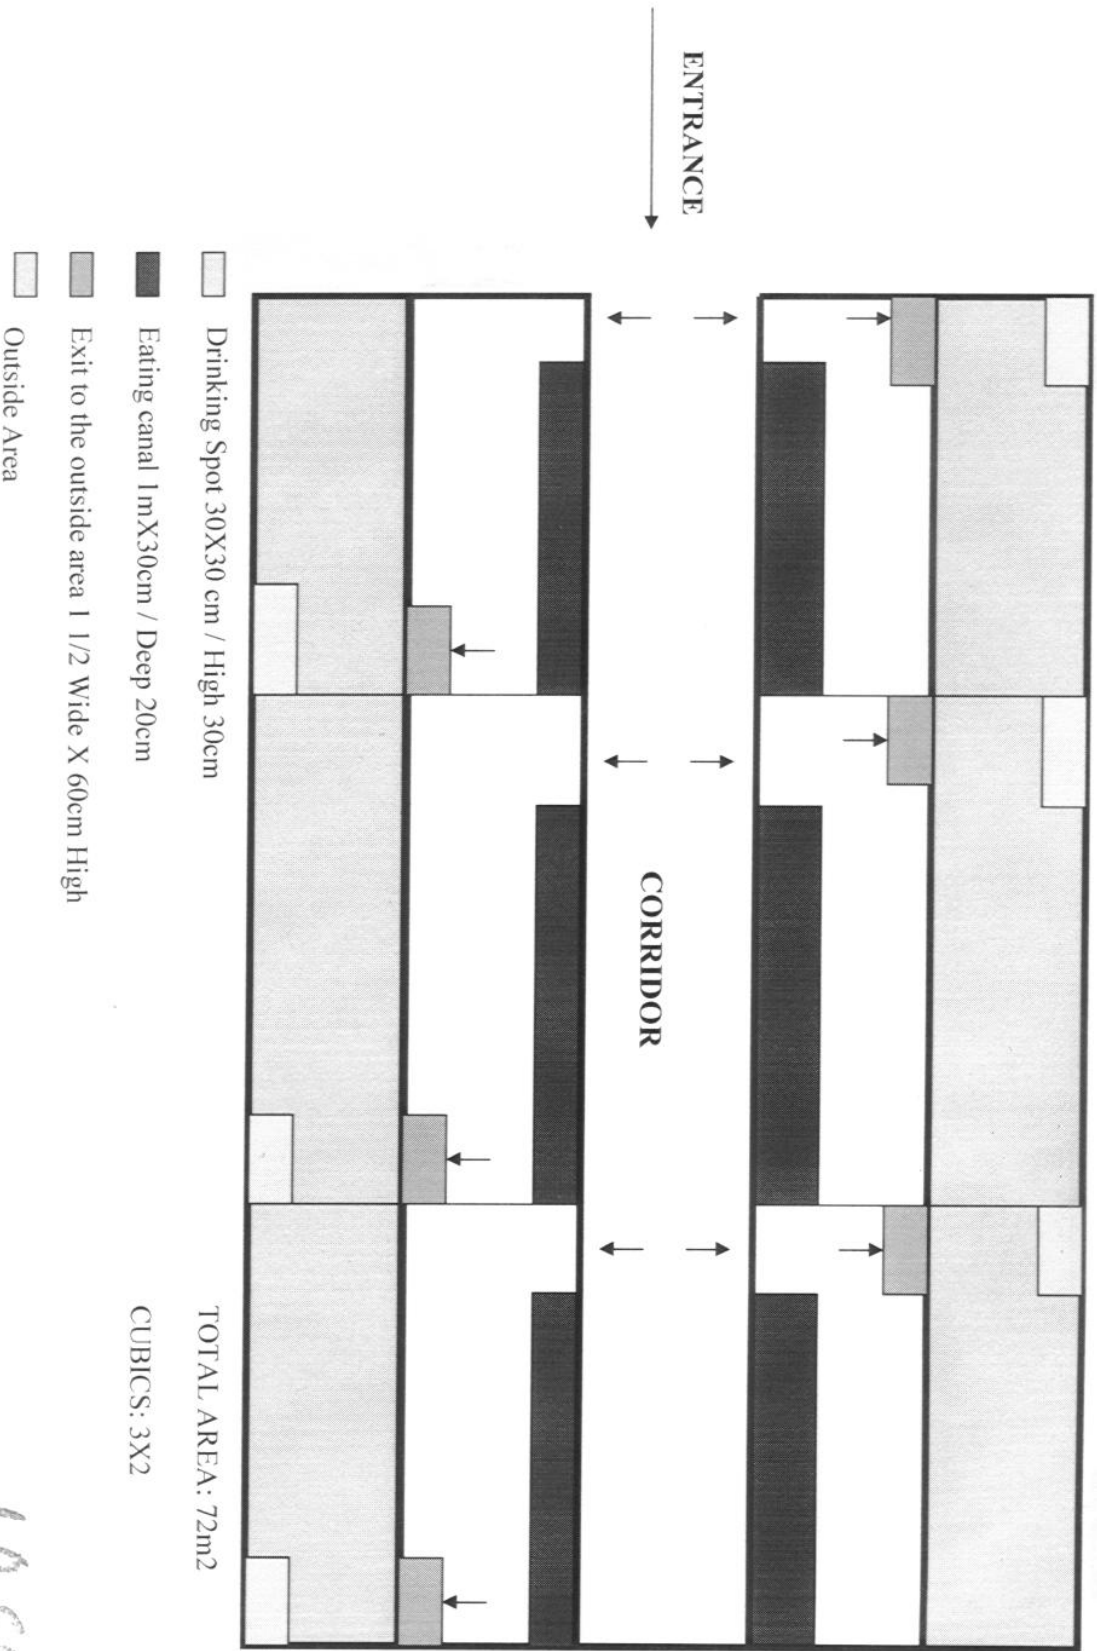 ENTRANCE
CORRIDOR
Drinking Spot 30X30 cm / High 30cm
Eating canal 1mX30cm / Deep 20cm
Exit to the outside area 1 1/2 Wide X 60cm High
Outside Area
TOTAL AREA: 72m2
CUBICS: 3X2